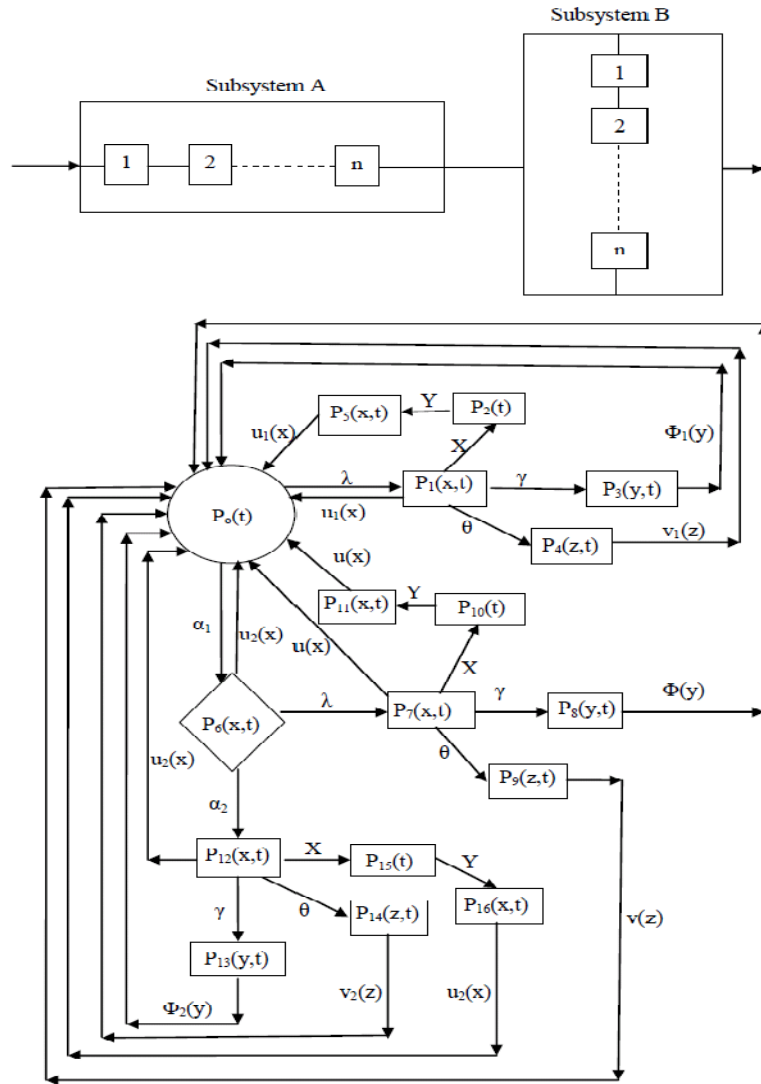 Subsystem B
Subsystem A
1
2
n
1
2
n
P₅(x,t)
Y
P₂(t)
u₁(x)
X
Φ₁(y)
P₀(t)
λ
u₁(x)
P₁(x,t)
γ
P₃(y,t)
θ
P₄(z,t)
v₁(z)
u(x)
P₁₁(x,t)
Y
P₁₀(t)
α₁
u₂(x)
u(x)
X
P₆(x,t)
λ
P₇(x,t)
γ
P₈(y,t)
Φ(y)
u₂(x)
θ
P₉(z,t)
α₂
P₁₂(x,t)
X
P₁₅(t)
Y
γ
θ
P₁₄(z,t)
P₁₆(x,t)
v(z)
P₁₃(y,t)
Φ₂(y)
v₂(z)
u₂(x)